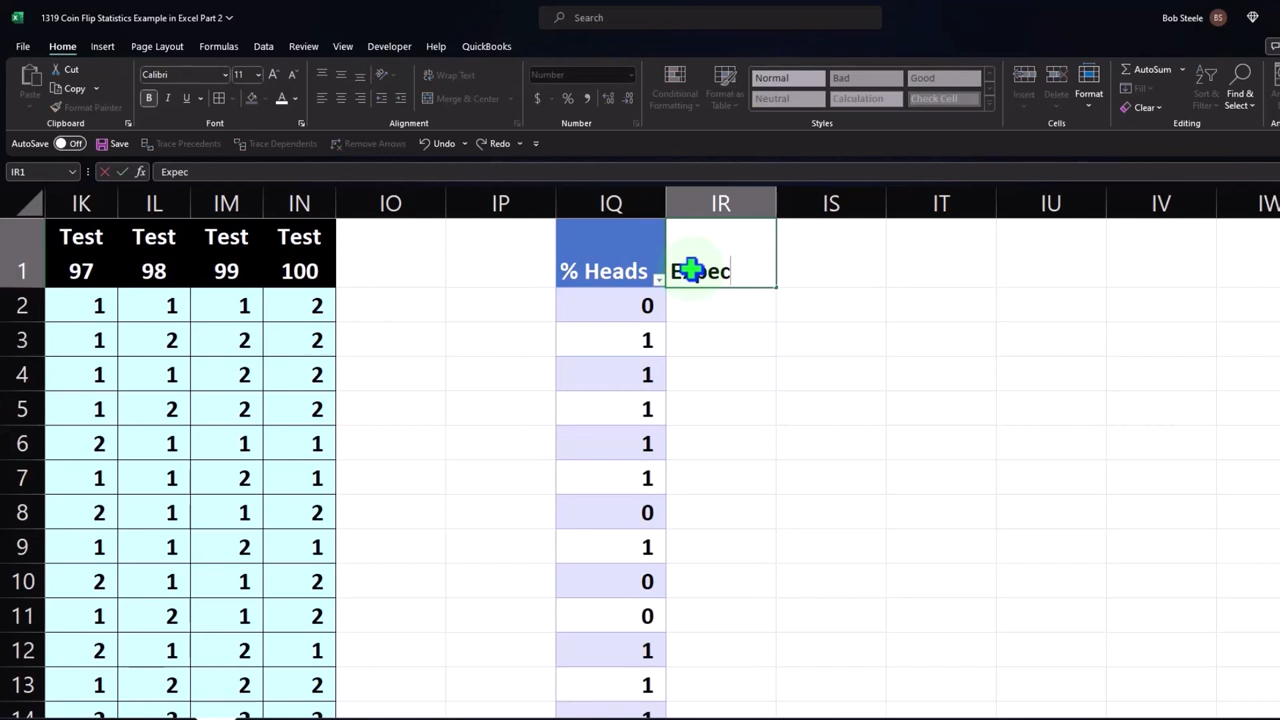 1319 Coin Flip Statistics Example in Excel Part 2
Search
Bob Steele
BS
File Home Insert Page Layout Formulas Data Review View Developer Help QuickBooks
Paste
Cut
Copy
Format Painter
Clipboard
Calibri 11
B I U
Font
Wrap Text
Merge & Center
Alignment
Number
$ % ,
Number
Conditional Formatting
Format as Table
Normal Bad Good
Neutral Calculation Check Cell
Styles
Insert Delete Format
Cells
AutoSum
Fill
Clear
Sort & Filter
Find & Select
Editing
AutoSave Off Save Trace Precedents Trace Dependents Remove Arrows Undo Redo
IR1 fx Expec
IK IL IM IN IO IP IQ IR IS IT IU IV IW
1 Test 97 Test 98 Test 99 Test 100 % Heads Expec
2 1 1 1 2 0
3 1 2 2 2 1
4 1 1 2 2 1
5 1 2 2 2 1
6 2 1 1 1 1
7 1 1 2 1 1
8 2 1 1 2 0
9 1 1 2 1 1
10 2 1 1 2 0
11 1 2 1 2 0
12 2 1 2 1 1
13 1 2 2 2 1